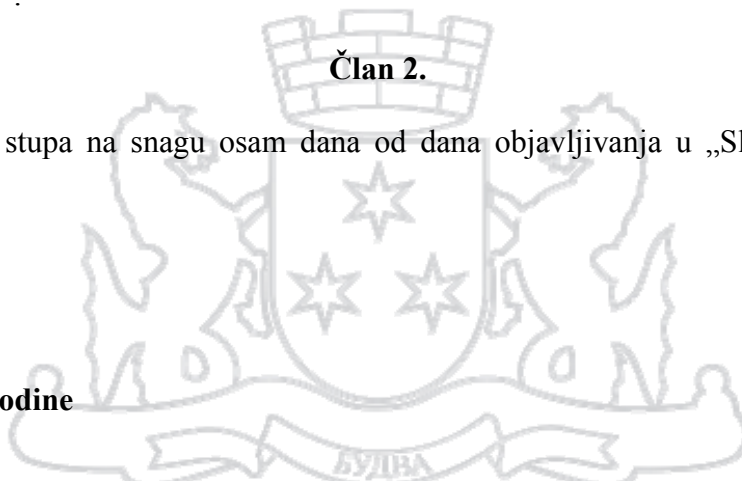 Član 2.
stupa na snagu osam dana od dana objavljivanja u „Sl
odine
БУДВА